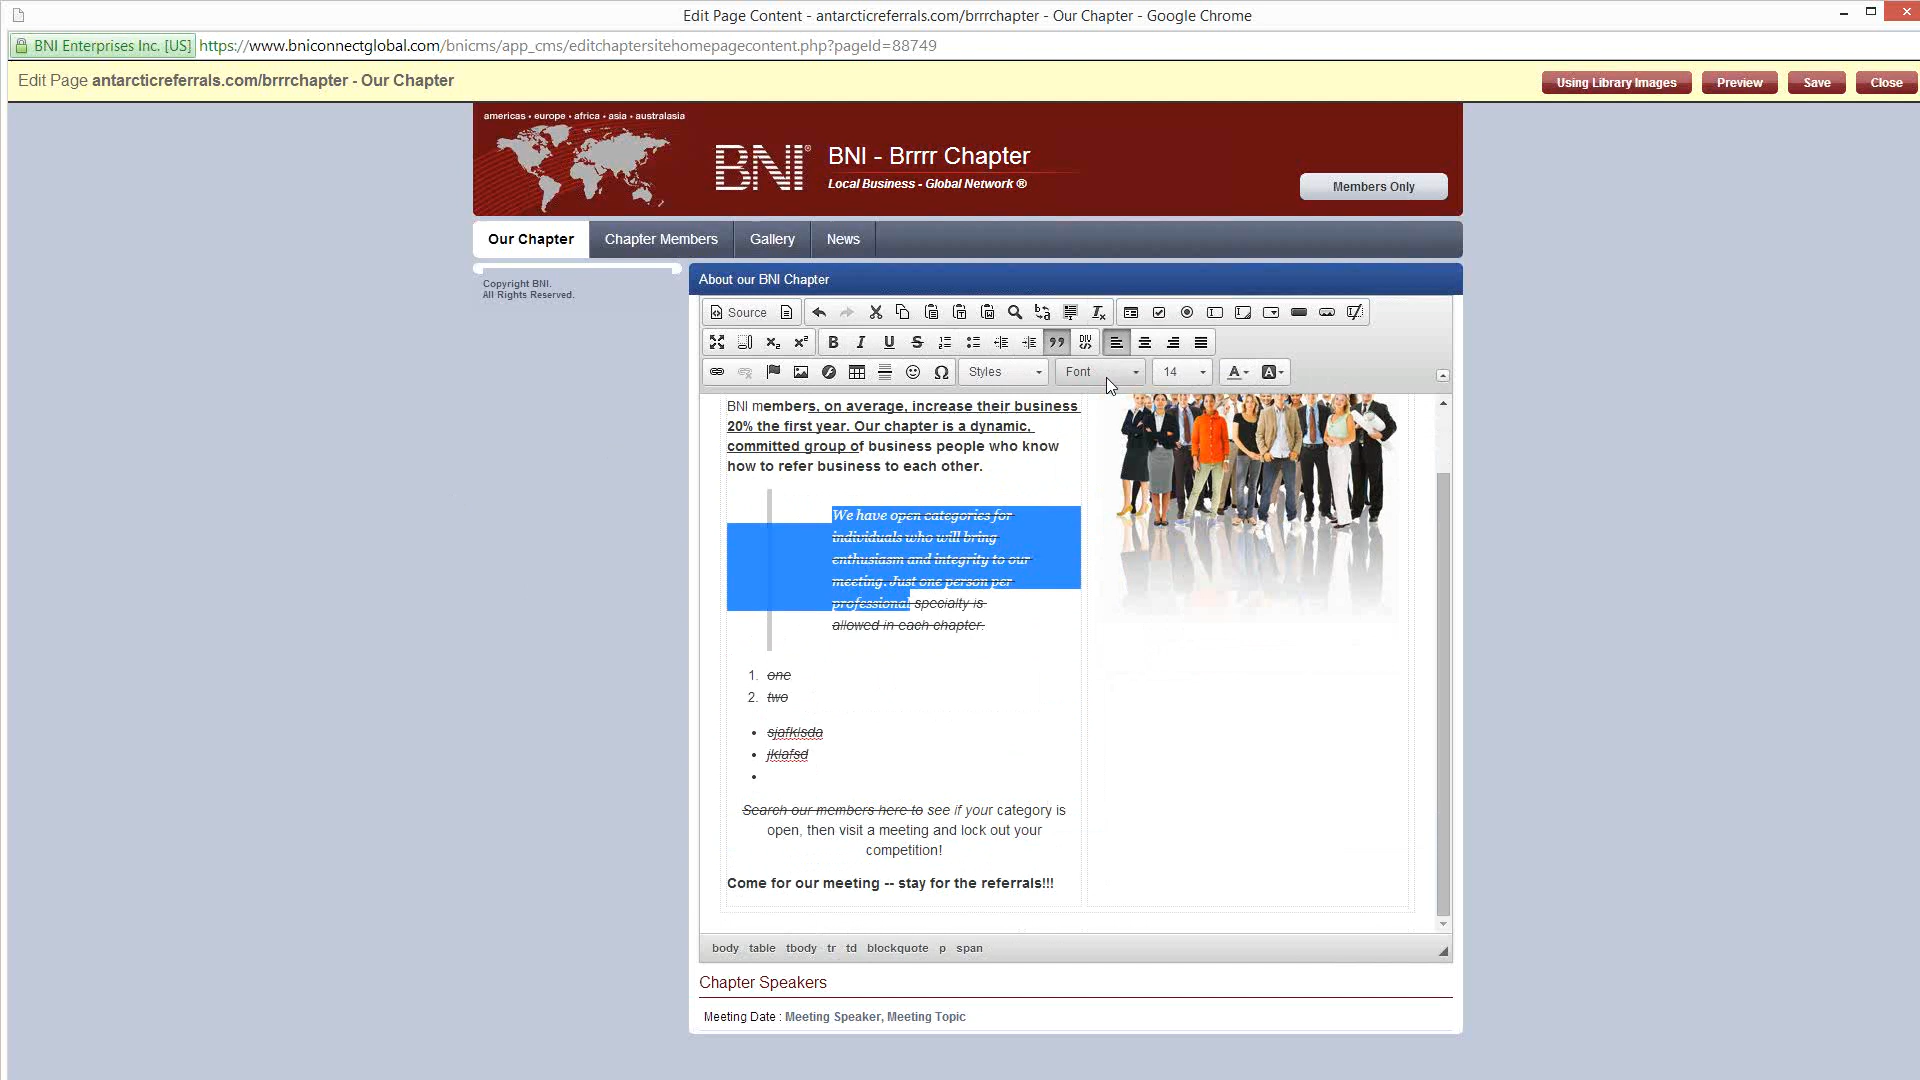 Edit Page Content - antarcticreferrals.com/brrrchapter - Our Chapter - Google Chrome
BNI Enterprises Inc. [US] https://www.bniconnectglobal.com/bnicms/app_cms/editchaptersitehomepagecontent.php?pageId=88749
Edit Page antarcticreferrals.com/brrrchapter - Our Chapter
Using Library Images Preview Save Close
americas • europe • africa • asia • australasia
BNI®
BNI - Brrrr Chapter
Local Business - Global Network ®
Members Only
Our Chapter Chapter Members Gallery News
Copyright BNI.
All Rights Reserved.
About our BNI Chapter
Source
Styles Font 14
BNI members, on average, increase their business
20% the first year. Our chapter is a dynamic,
committed group of business people who know
how to refer business to each other.
We have open categories for
individuals who will bring
enthusiasm and integrity to our
meeting. Just one person per
professional specialty is
allowed in each chapter.
1. one
2. two
• sjafklsda
• jklafsd
•
Search our members here to see if your category is
open, then visit a meeting and lock out your
competition!
Come for our meeting -- stay for the referrals!!!
body table tbody tr td blockquote p span
Chapter Speakers
Meeting Date : Meeting Speaker, Meeting Topic